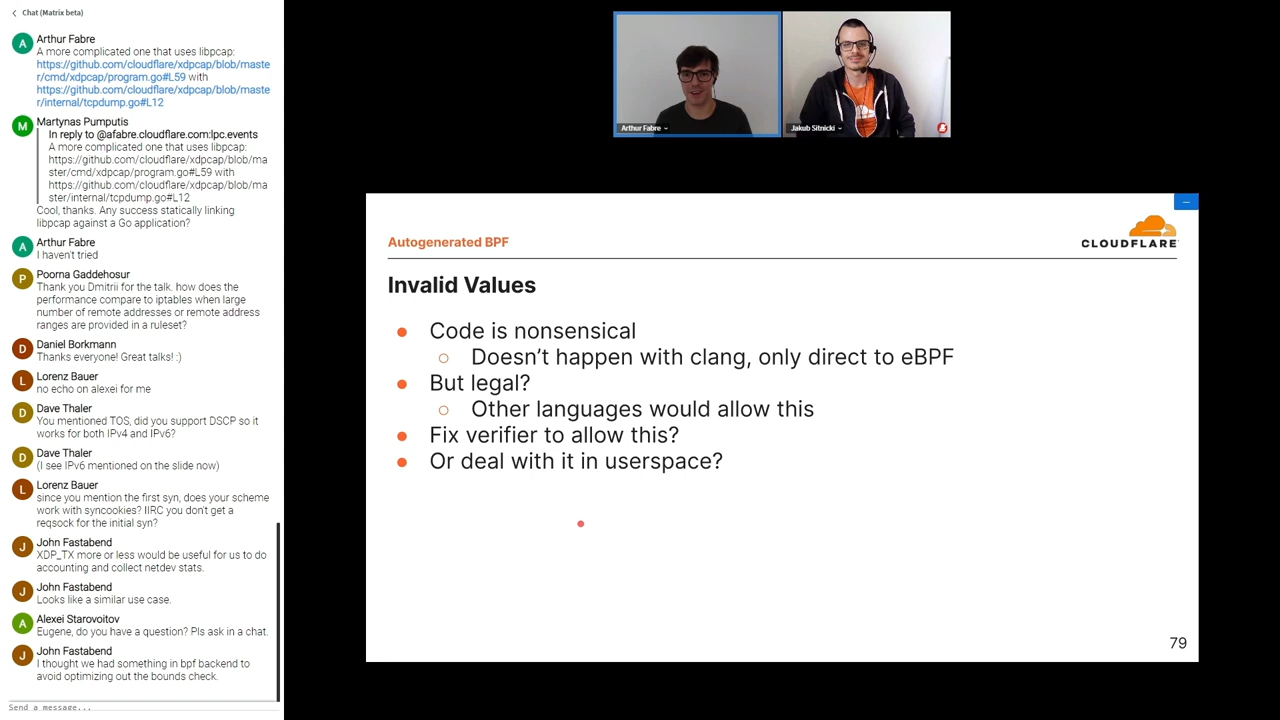 Chat (Matrix beta)
Arthur Fabre
A more complicated one that uses libpcap:
https://github.com/cloudflare/xdpcap/blob/maste
r/cmd/xdpcap/program.go#L59 with
https://github.com/cloudflare/xdpcap/blob/maste
r/internal/tcpdump.go#L12
Martynas Pumputis
In reply to @afabre.cloudflare.com:lpc.events
A more complicated one that uses libpcap:
https://github.com/cloudflare/xdpcap/blob/ma
ster/cmd/xdpcap/program.go#L59 with
https://github.com/cloudflare/xdpcap/blob/ma
ster/internal/tcpdump.go#L12
Cool, thanks. Any success statically linking
libpcap against a Go application?
Arthur Fabre
I haven't tried
Poorna Gaddehosur
Thank you Dmitrii for the talk. how does the
performance compare to iptables when large
number of remote addresses or remote address
ranges are provided in a ruleset?
Daniel Borkmann
Thanks everyone! Great talks! :)
Lorenz Bauer
no echo on alexei for me
Dave Thaler
You mentioned TOS, did you support DSCP so it
works for both IPv4 and IPv6?
Dave Thaler
(I see IPv6 mentioned on the slide now)
Lorenz Bauer
since you mention the first syn, does your scheme
work with syncookies? IIRC you don't get a
reqsock for the initial syn?
John Fastabend
XDP_TX more or less would be useful for us to do
accounting and collect netdev stats.
John Fastabend
Looks like a similar use case.
Alexei Starovoitov
Eugene, do you have a question? Pls ask in a chat.
John Fastabend
I thought we had something in bpf backend to
avoid optimizing out the bounds check.
Send a message...
A
M
A
P
D
L
D
D
L
J
J
A
J
Arthur Fabre
Jakub Sitnicki
Autogenerated BPF
CLOUDFLARE
Invalid Values
● Code is nonsensical
○ Doesn’t happen with clang, only direct to eBPF
● But legal?
○ Other languages would allow this
● Fix verifier to allow this?
● Or deal with it in userspace?
79